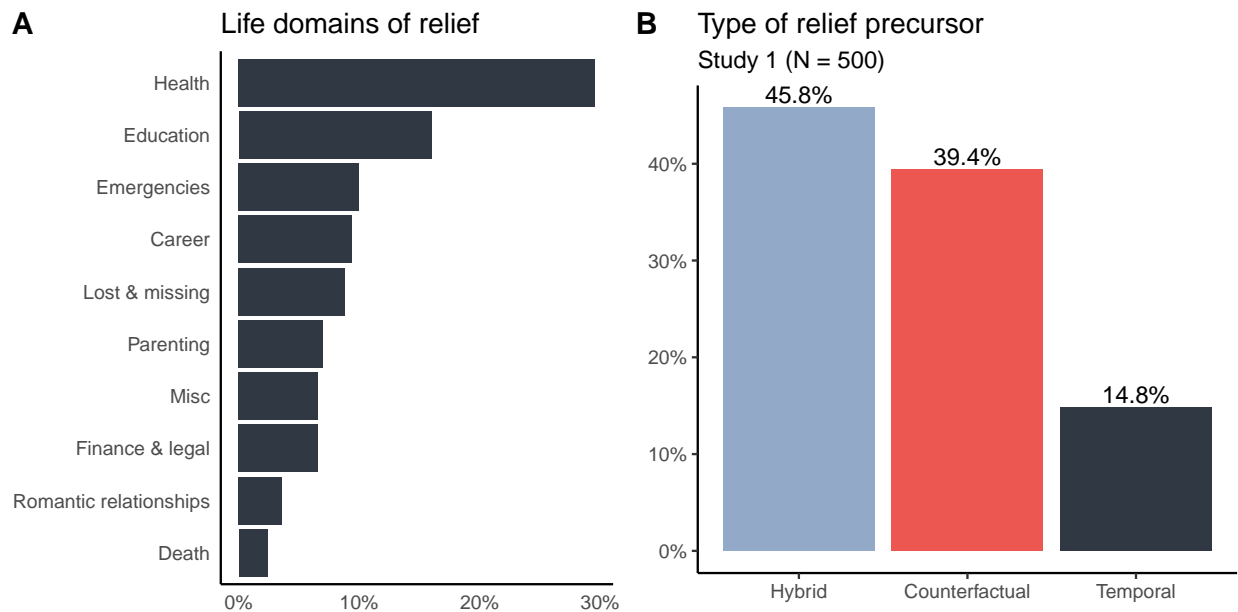 A
Life domains of relief
Health
Education
Emergencies
Career
Lost & missing
Parenting
Misc
Finance & legal
Romantic relationships
Death
0% 10% 20% 30%
B
Type of relief precursor
Study 1 (N = 500)
45.8%
39.4%
14.8%
40%
30%
20%
10%
0%
Hybrid Counterfactual Temporal